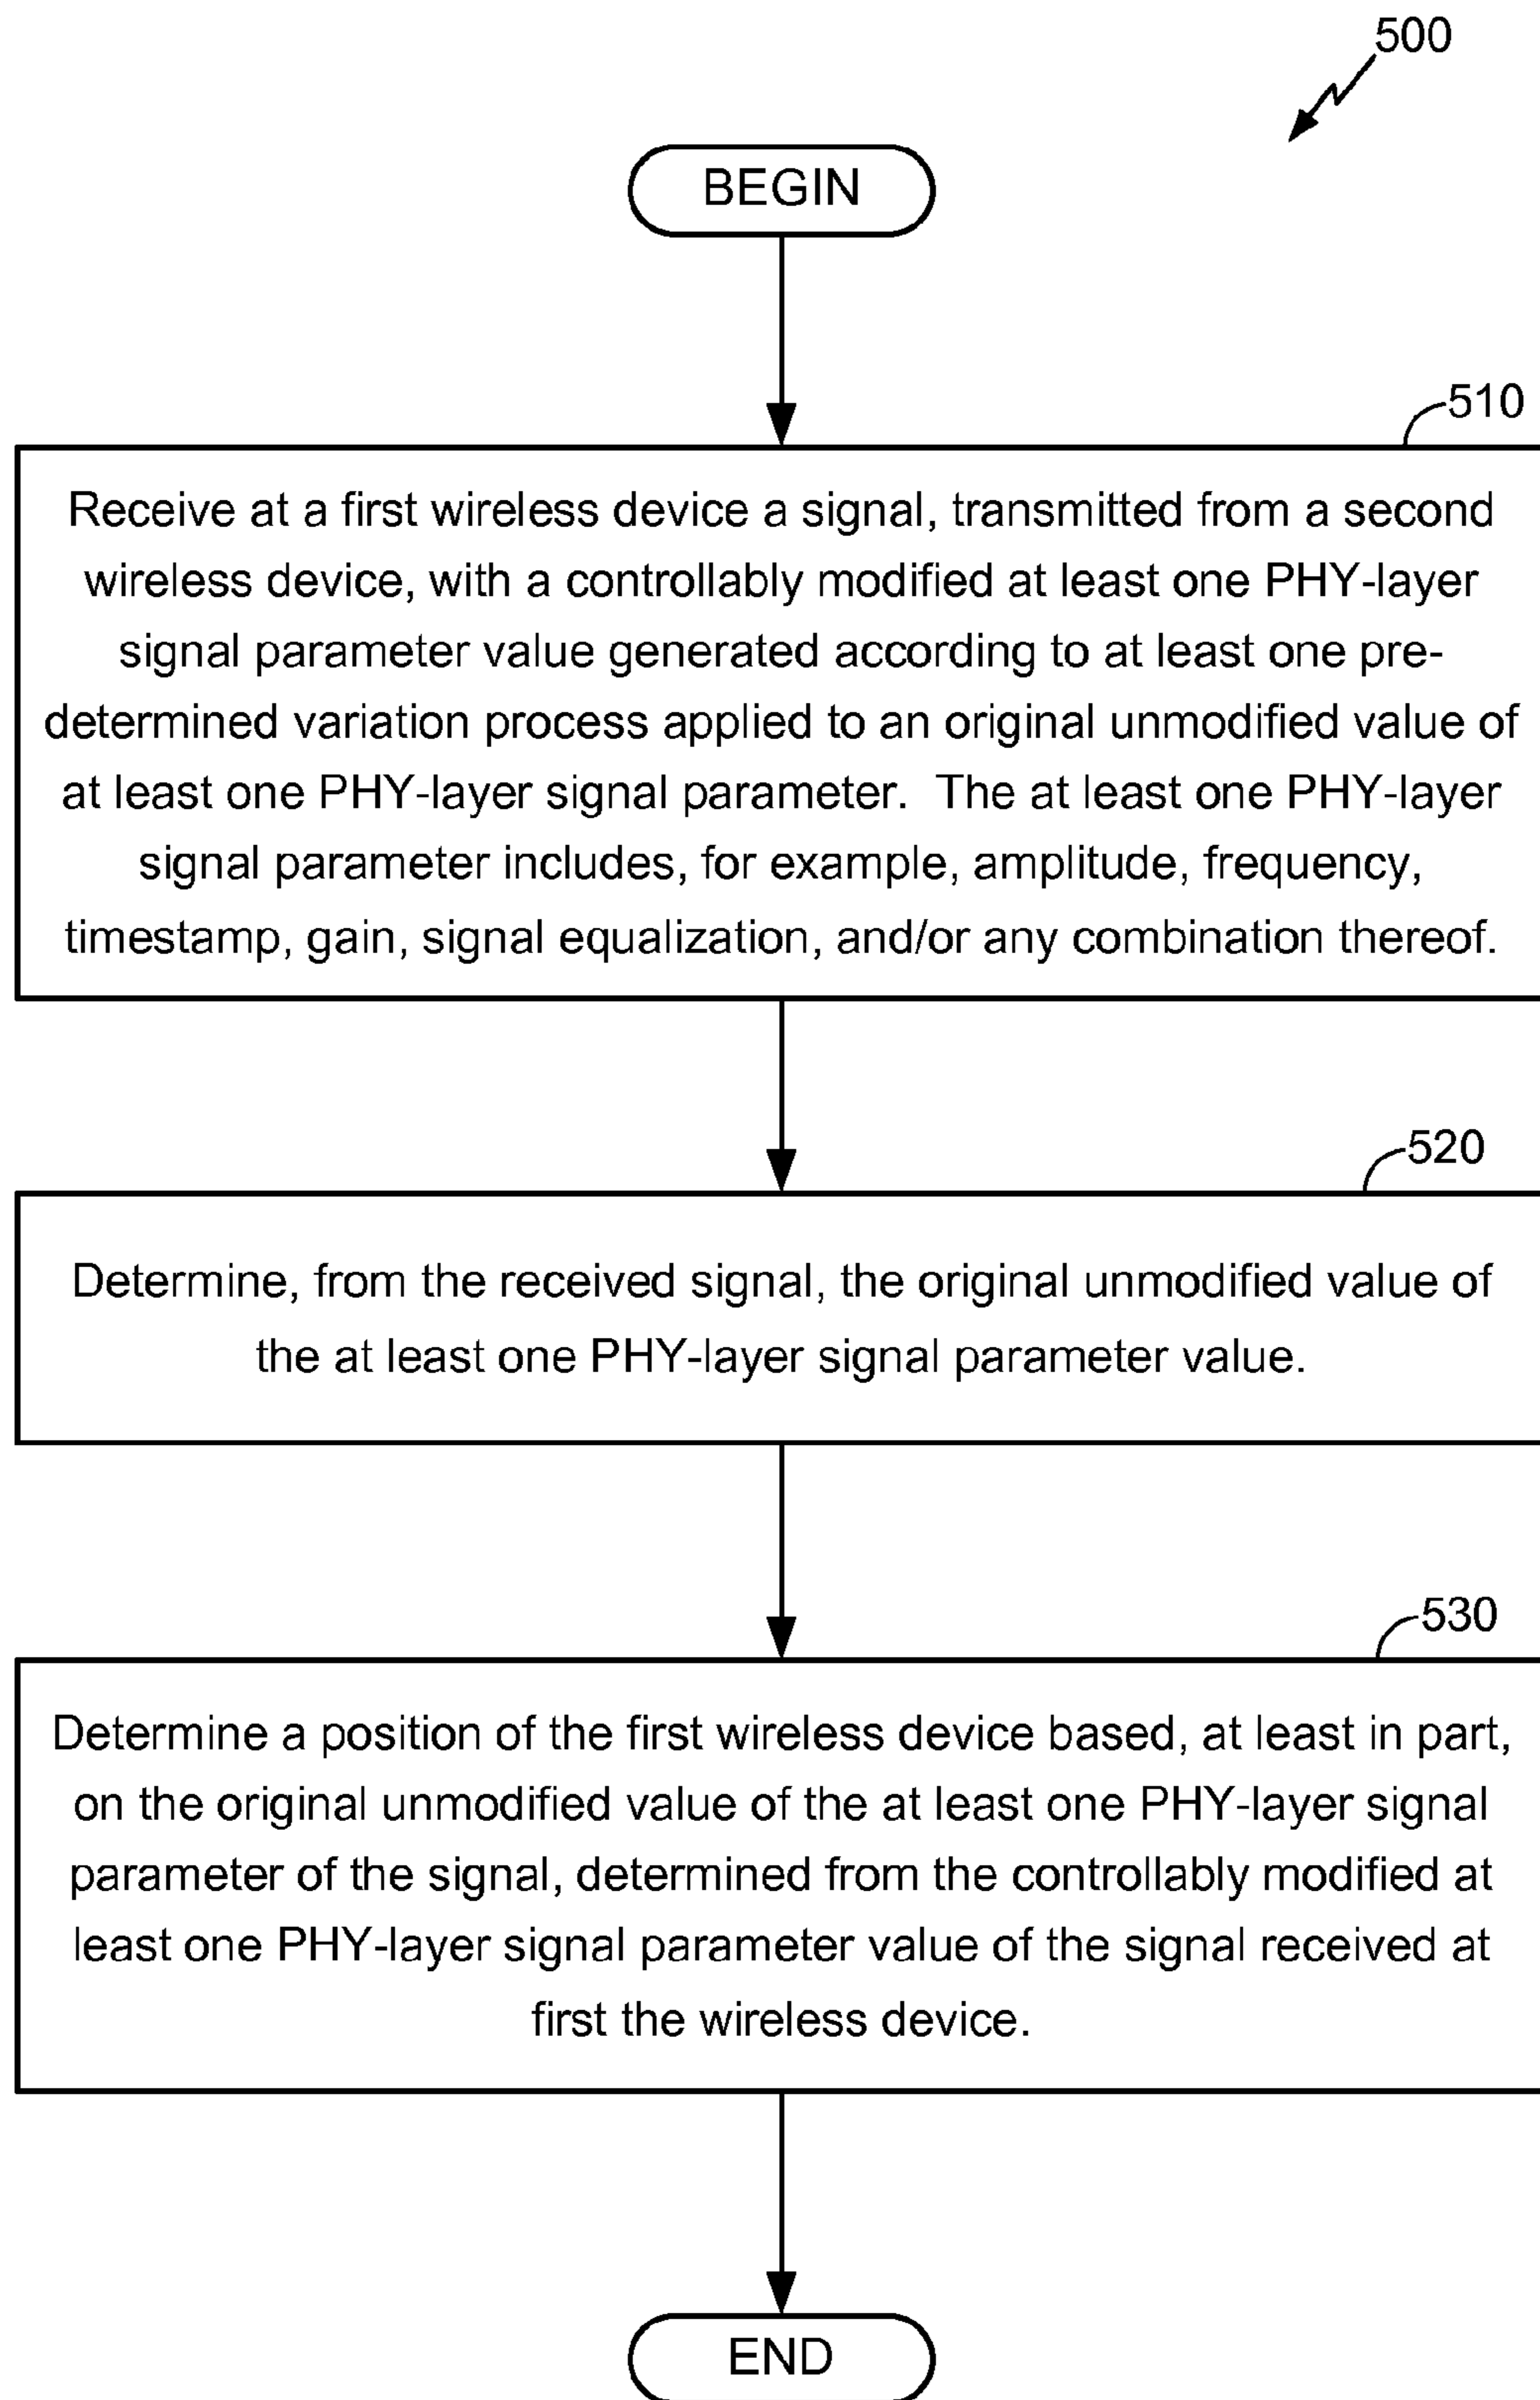 500
BEGIN
510
Receive at a first wireless device a signal, transmitted from a second
wireless device, with a controllably modified at least one PHY-layer
signal parameter value generated according to at least one pre-
determined variation process applied to an original unmodified value of
at least one PHY-layer signal parameter.  The at least one PHY-layer
signal parameter includes, for example, amplitude, frequency,
timestamp, gain, signal equalization, and/or any combination thereof.
520
Determine, from the received signal, the original unmodified value of
the at least one PHY-layer signal parameter value.
530
Determine a position of the first wireless device based, at least in part,
on the original unmodified value of the at least one PHY-layer signal
parameter of the signal, determined from the controllably modified at
least one PHY-layer signal parameter value of the signal received at
first the wireless device.
END